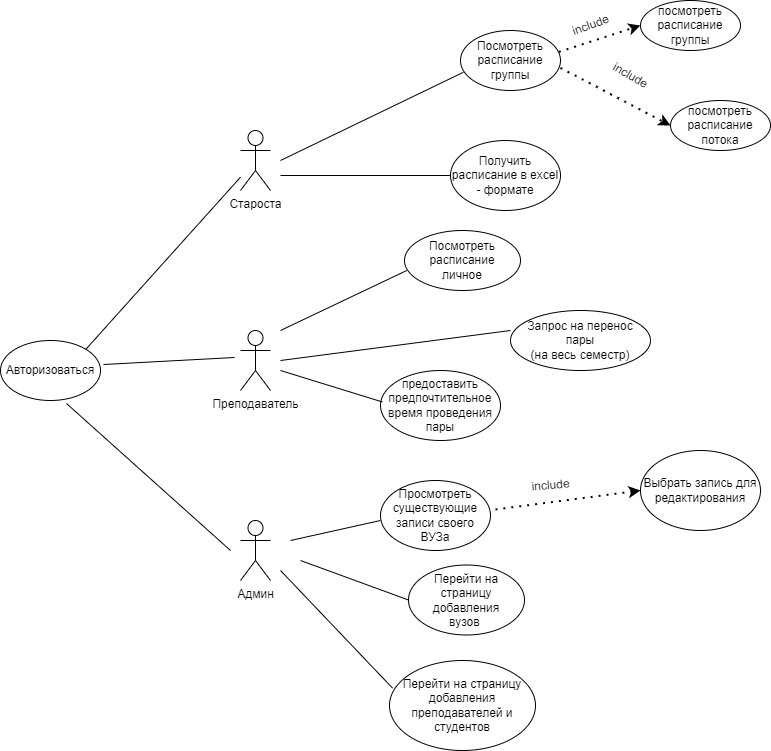 посмотреть
расписание
группы
include
Посмотреть
расписание
группы
include
посмотреть
расписание
потока
Получить
расписание в excel
- формате
Староста
Посмотреть
расписание
личное
Запрос на перенос
пары
(на весь семестр)
Авторизоваться
Преподаватель
предоставить
предпочтительное
время проведения
пары
Просмотреть
существующие
записи своего
ВУЗа
include
Выбрать запись для
редактирования
Админ
Перейти на
страницу
добавления
вузов
Перейти на страницу
добавления
преподавателей и
студентов